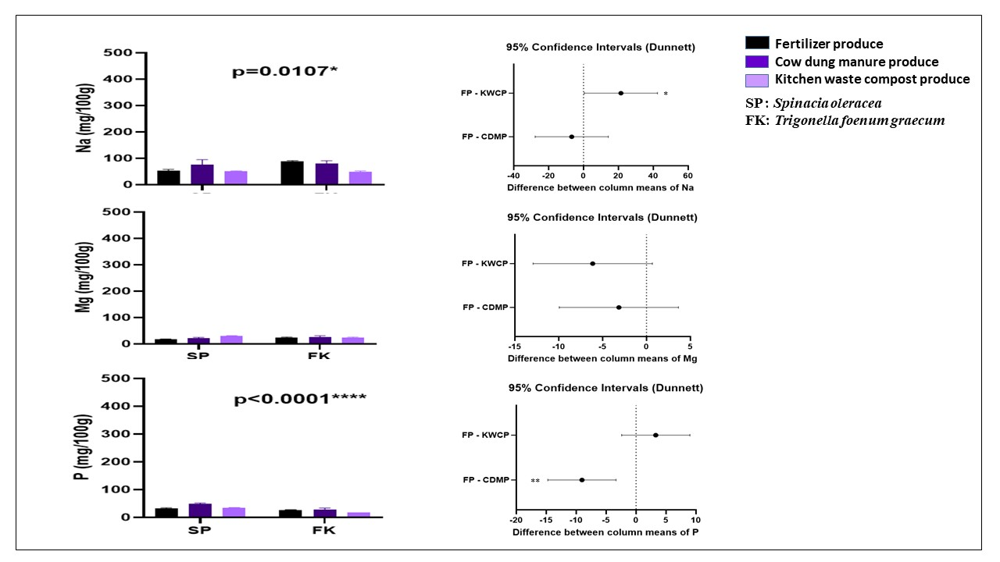 500
400
300
200
100
0
Na (mg/100g)
p=0.0107*
95% Confidence Intervals (Dunnett)
FP - KWCP
*
FP - CDMP
-40 -20 0 20 40 60
Difference between column means of Na
Fertilizer produce
Cow dung manure produce
Kitchen waste compost produce
SP: Spinacia oleracea
FK: Trigonella foenum graecum
500
400
300
200
100
0
Mg (mg/100g)
SP FK
95% Confidence Intervals (Dunnett)
FP - KWCP
FP - CDMP
-15 -10 -5 0 5
Difference between column means of Mg
500
400
300
200
100
0
P (mg/100g)
p<0.0001****
SP FK
95% Confidence Intervals (Dunnett)
FP - KWCP
FP - CDMP
**
-20 -15 -10 -5 0 5 10
Difference between column means of P